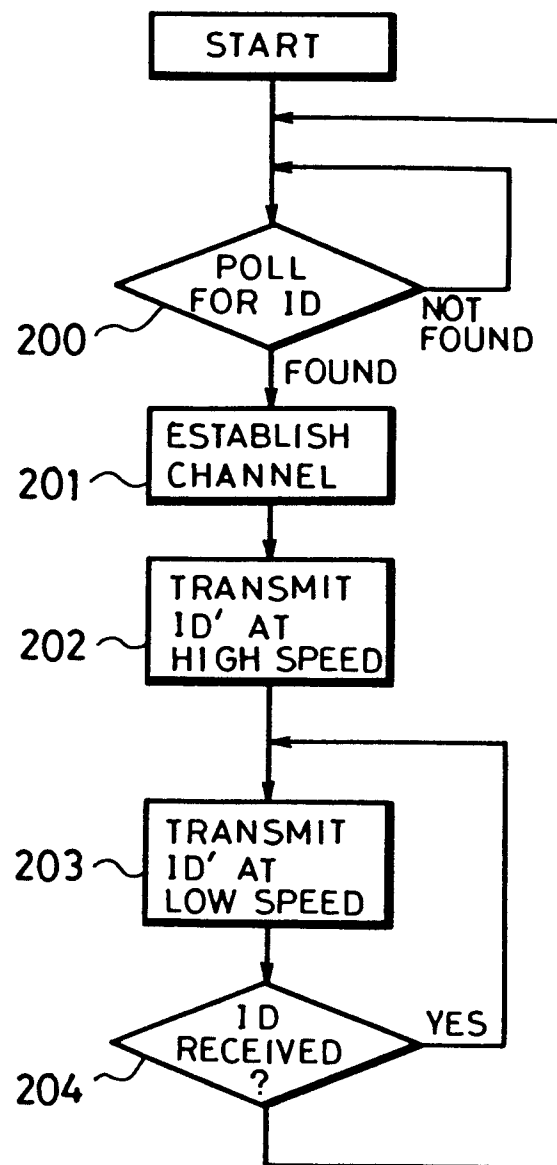 START
POLL
FOR ID
200
NOT
FOUND
FOUND
ESTABLISH
CHANNEL
201
TRANSMIT
ID' AT
HIGH SPEED
202
TRANSMIT
ID' AT
LOW SPEED
203
ID
RECEIVED
?
YES
204